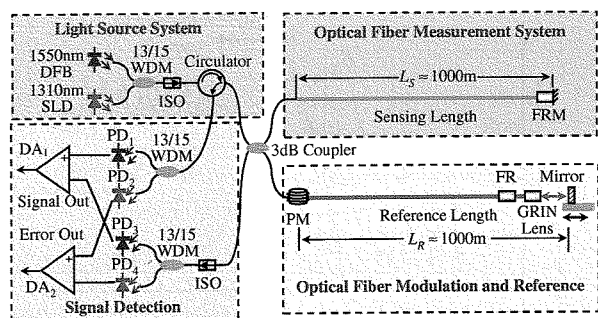 Light Source System
1550nm
DFB
13/15
WDM
Circulator
1310nm
SLD
ISO
Optical Fiber Measurement System
L_S ≈ 1000m
Sensing Length
FRM
3dB Coupler
DA1
PD1
13/15
WDM
PD2
Signal Out
Error Out
PD3
13/15
WDM
PD4
DA2
ISO
Signal Detection
FR
Mirror
PM
Reference Length
GRIN
Lens
L_R ≈ 1000m
Optical Fiber Modulation and Reference